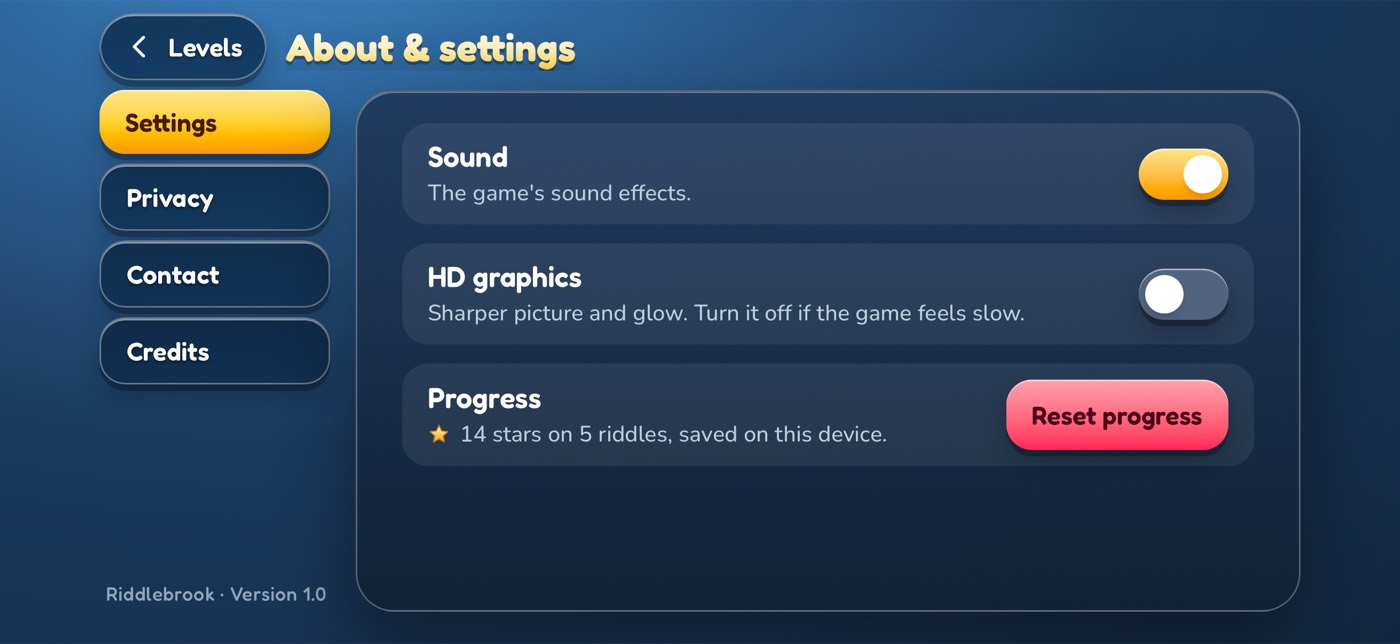 Levels
About & settings
Settings
Privacy
Contact
Credits
Riddlebrook · Version 1.0
Sound
The game's sound effects.
HD graphics
Sharper picture and glow. Turn it off if the game feels slow.
Progress
14 stars on 5 riddles, saved on this device.
Reset progress